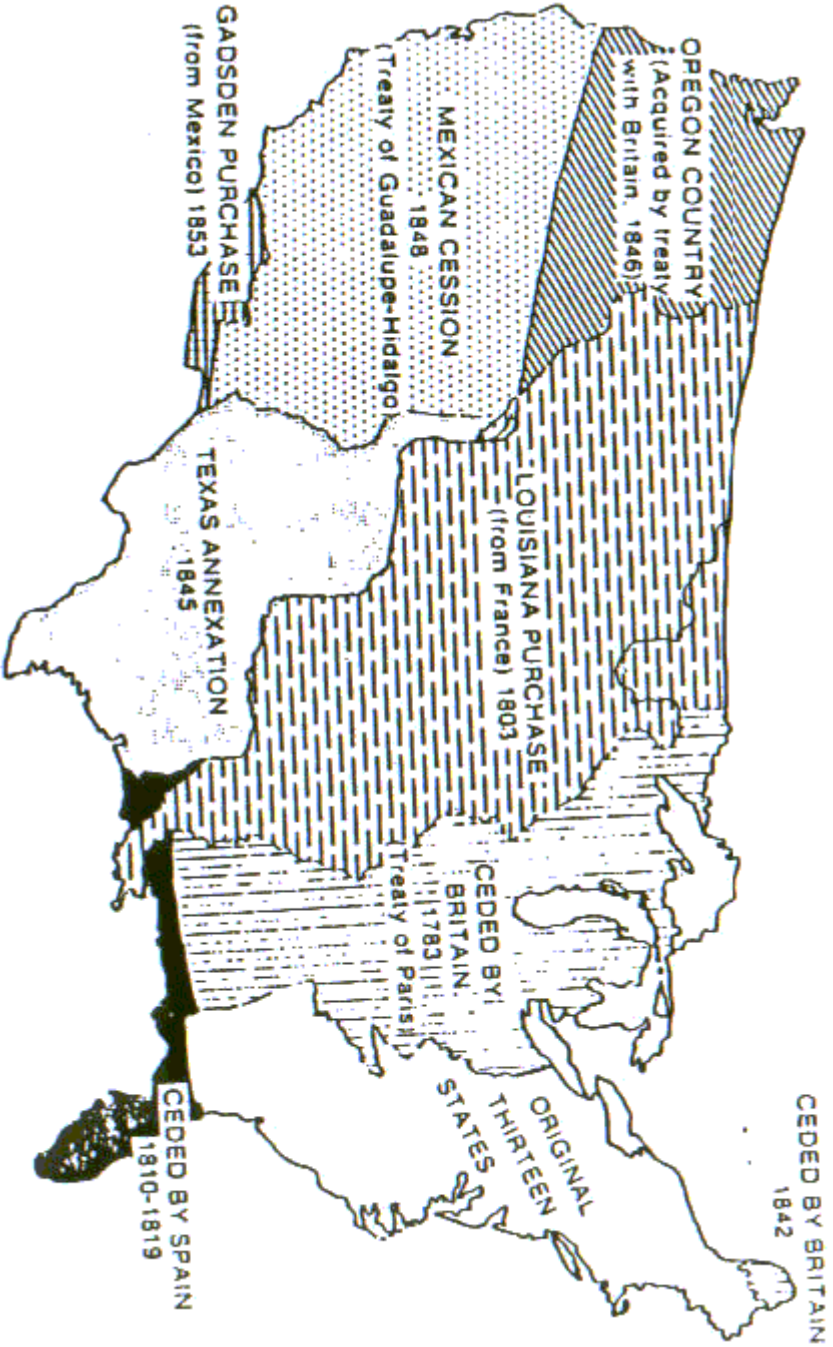 CEDED BY BRITAIN
1842
OREGON COUNTRY
(Acquired by treaty
with Britain, 1846)
MEXICAN CESSION
1848
(Treaty of Guadalupe-Hidalgo)
GADSDEN PURCHASE
(from Mexico) 1853
LOUISIANA PURCHASE
(from France) 1803
TEXAS ANNEXATION
1845
CEDED BY
BRITAIN
1783
(Treaty of Paris)
ORIGINAL
THIRTEEN
STATES
CEDED BY SPAIN
1810-1819